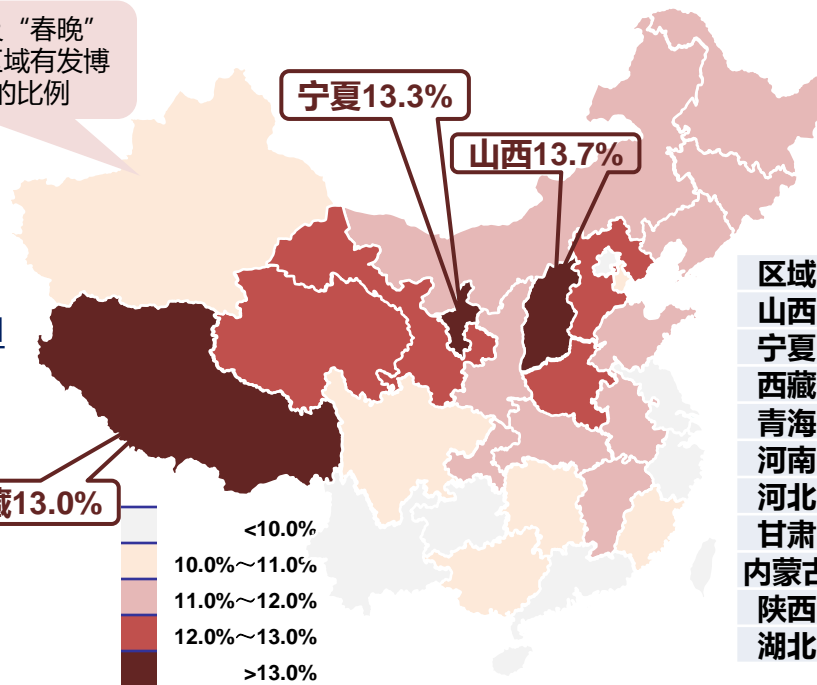 “春晚”
区域有发博
的比例
宁夏13.3%
山西13.7%
藏13.0%
<10.0%
10.0%～11.0%
11.0%～12.0%
12.0%～13.0%
>13.0%
区域
山西
宁夏
西藏
青海
河南
河北
甘肃
内蒙古
陕西
湖北